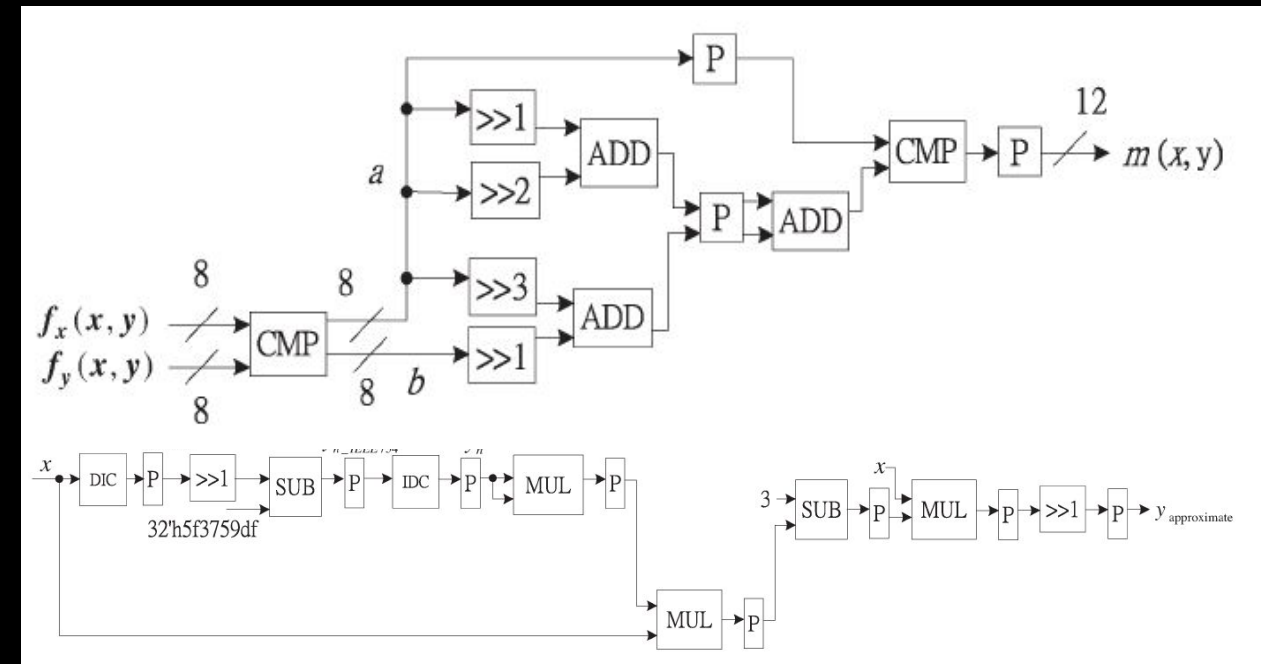 P
12
>>1
ADD
CMP
P
m (x, y)
a
>>2
P
ADD
8
8
>>3
ADD
f_x (x, y)
CMP
f_y (x, y)
>>1
8
8
b
x
DIC
P
>>1
SUB
P
IDC
P
MUL
P
32'h5f3759df
x
3
SUB
P
MUL
P
>>1
P
y approximate
MUL
P